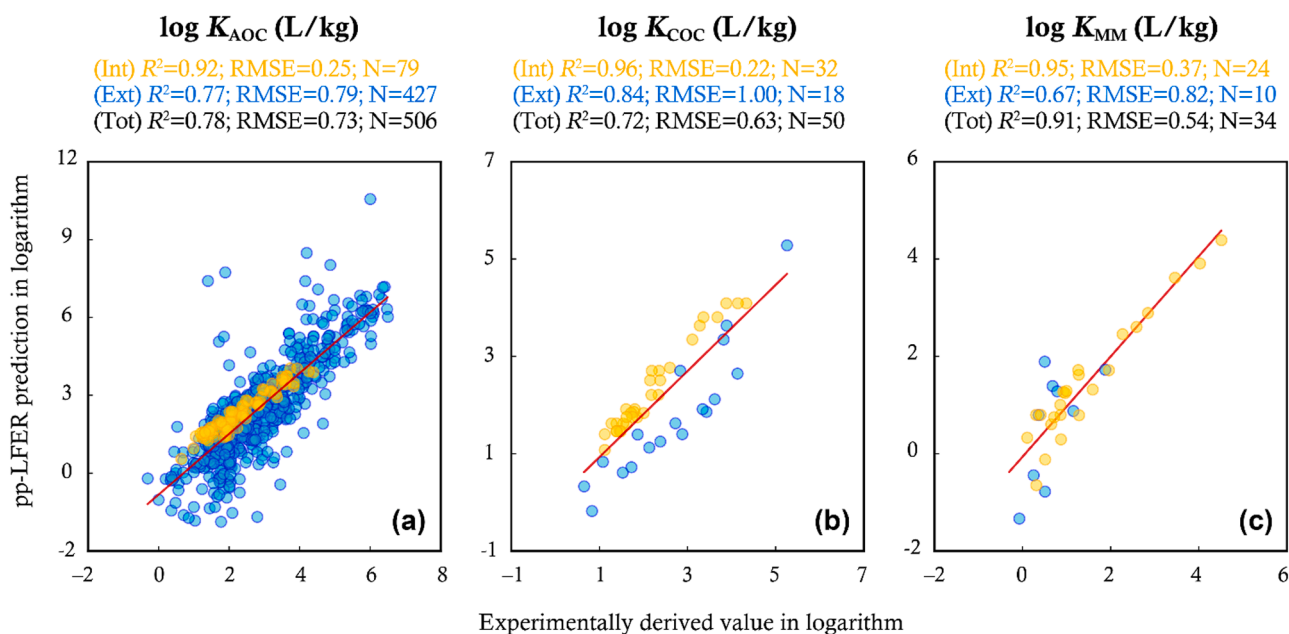 log K_AOC (L/kg)
(Int) R²=0.92; RMSE=0.25; N=79
(Ext) R²=0.77; RMSE=0.79; N=427
(Tot) R²=0.78; RMSE=0.73; N=506
log K_COC (L/kg)
(Int) R²=0.96; RMSE=0.22; N=32
(Ext) R²=0.84; RMSE=1.00; N=18
(Tot) R²=0.72; RMSE=0.63; N=50
log K_MM (L/kg)
(Int) R²=0.95; RMSE=0.37; N=24
(Ext) R²=0.67; RMSE=0.82; N=10
(Tot) R²=0.91; RMSE=0.54; N=34
pp-LFER prediction in logarithm
12
9
6
3
0
-2
(a)
−2 0 2 4 6 8
7
5
3
1
-1
(b)
−1 1 3 5 7
6
4
2
0
-2
(c)
−2 0 2 4 6
Experimentally derived value in logarithm